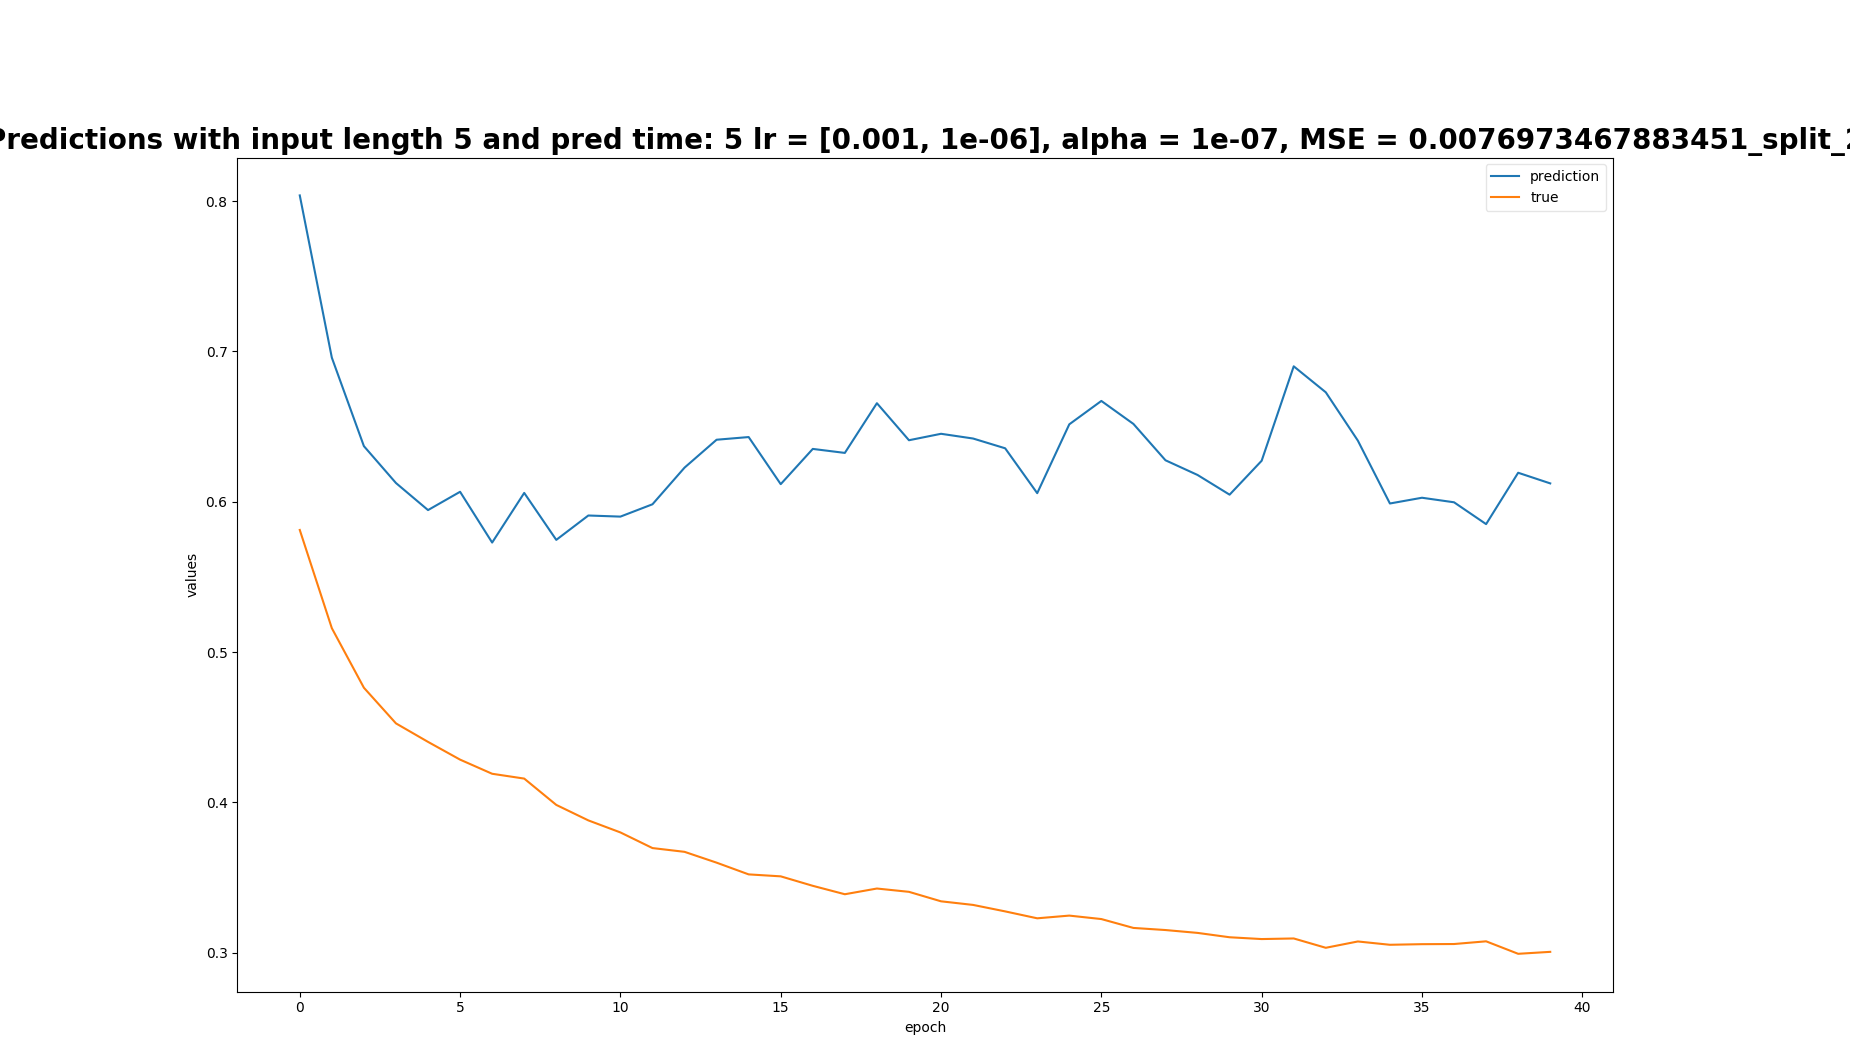 Predictions with input length 5 and pred time: 5 lr = [0.001, 1e-06], alpha = 1e-07, MSE = 0.0076973467883451_split_2
prediction
true
0.8
0.7
0.6
0.5
0.4
0.3
values
0 5 10 15 20 25 30 35 40
epoch